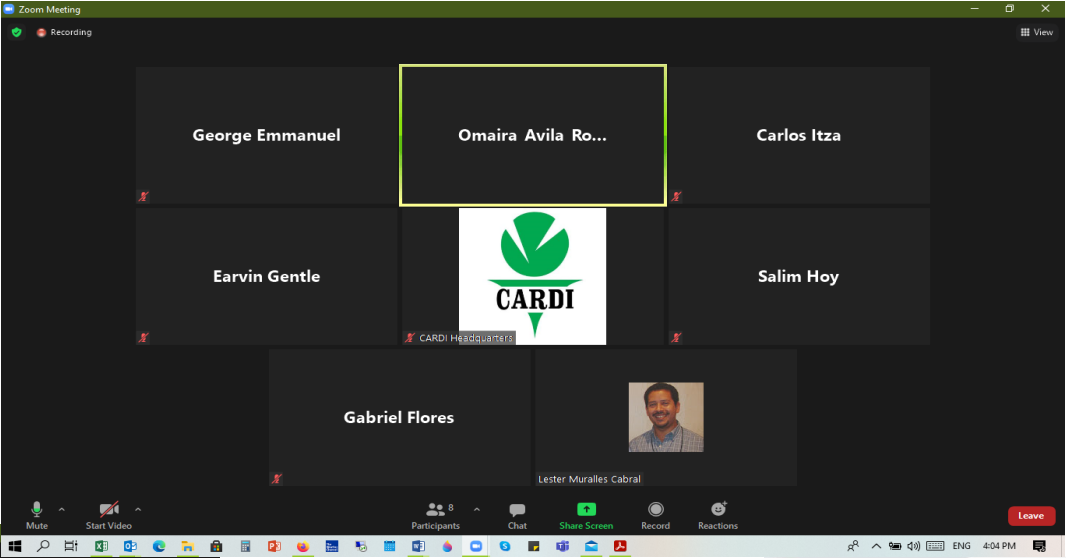 Zoom Meeting
Recording
View
George Emmanuel
Omaira Avila Ro...
Carlos Itza
Earvin Gentle
CARDI
CARDI Headquarters
Salim Hoy
Gabriel Flores
Lester Muralles Cabral
Mute
Start Video
8
Participants
Chat
Share Screen
Record
Reactions
Leave
ENG
4:04 PM